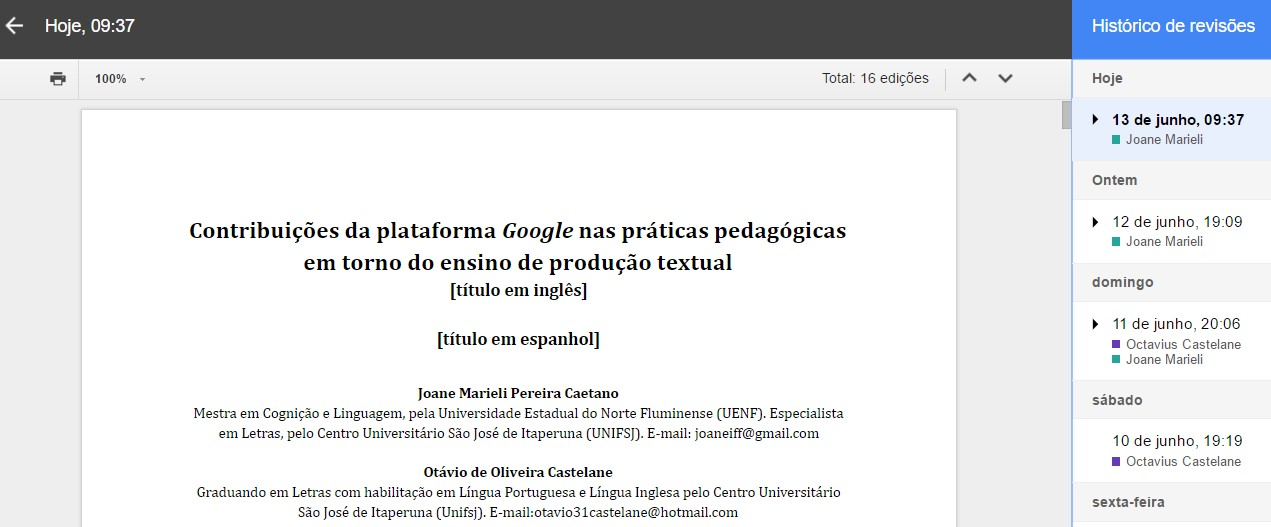 Hoje, 09:37
Histórico de revisões
100%
Total: 16 edições
Contribuições da plataforma Google nas práticas pedagógicas
em torno do ensino de produção textual
[título em inglês]
[título em espanhol]
Joane Marieli Pereira Caetano
Mestra em Cognição e Linguagem, pela Universidade Estadual do Norte Fluminense (UENF). Especialista
em Letras, pelo Centro Universitário São José de Itaperuna (UNIFSJ). E-mail: joaneiff@gmail.com
Otávio de Oliveira Castelane
Graduando em Letras com habilitação em Língua Portuguesa e Língua Inglesa pelo Centro Universitário
São José de Itaperuna (Unifsj). E-mail:otavio31castelane@hotmail.com
Hoje
13 de junho, 09:37
Joane Marieli
Ontem
12 de junho, 19:09
Joane Marieli
domingo
11 de junho, 20:06
Octavius Castelane
Joane Marieli
sábado
10 de junho, 19:19
Octavius Castelane
sexta-feira